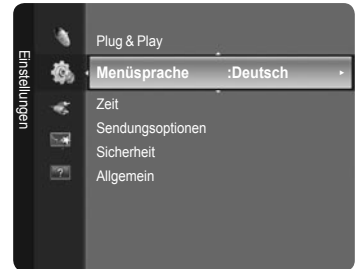 Einstellungen
Plug & Play
Menüsprache :Deutsch
Zeit
Sendungsoptionen
Sicherheit
Allgemein
?